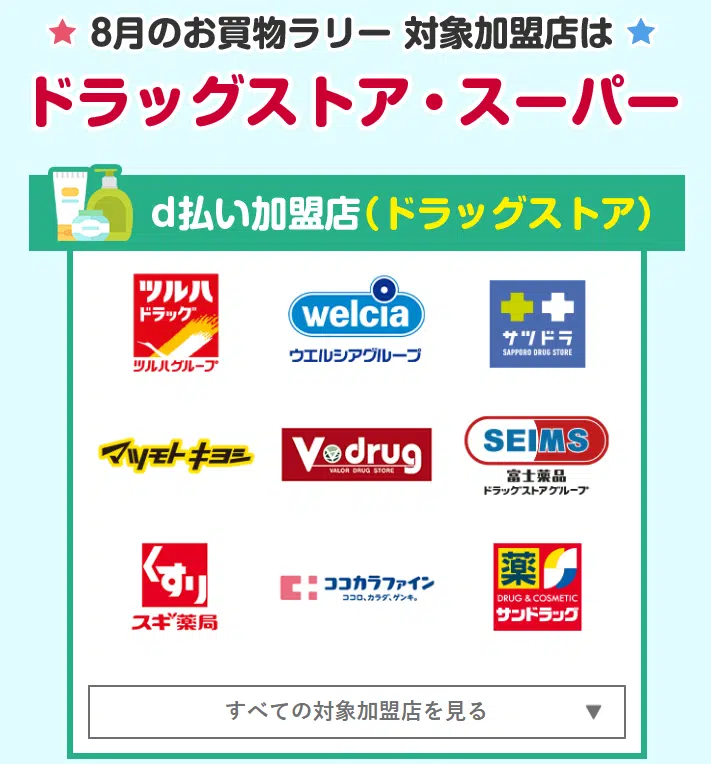 8月のお買物ラリー 対象加盟店は
ドラッグストア・スーパー
d払い加盟店(ドラッグストア)
ツルハ
ドラッグ
ツルハグループ
welcia
ウエルシアグループ
サツドラ
SAPPORO DRUG STORE
マツモトキヨシ
V drug
VALOR DRUG STORE
SEIMS
富士薬品
ドラッグストアグループ
くすり
スギ薬局
ココカラファイン
ココロ、カラダ、ゲンキ。
薬
DRUG & COSMETIC
サンドラッグ
すべての対象加盟店を見る ▼